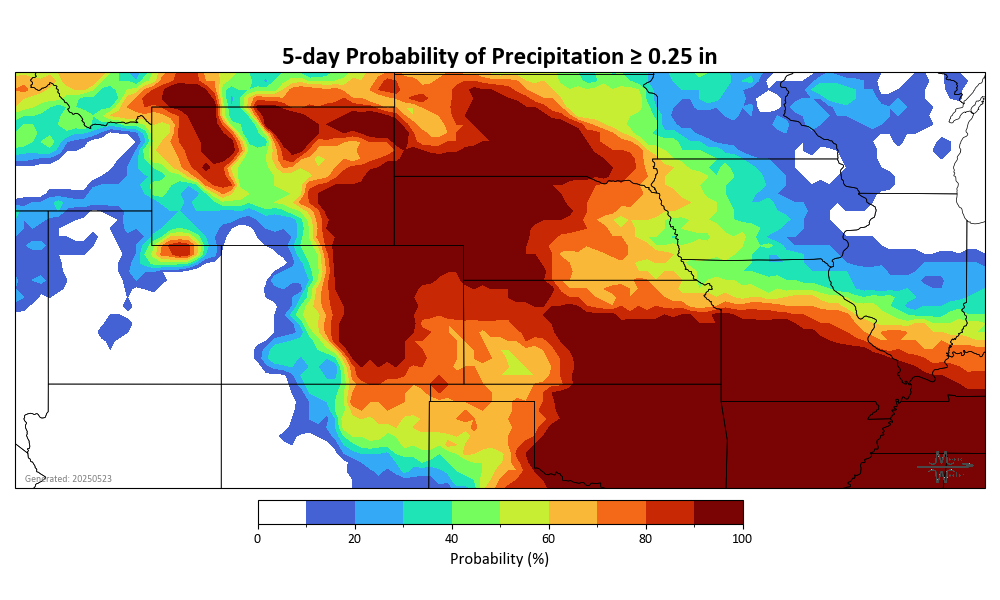 5-day Probability of Precipitation ≥ 0.25 in
Generated: 20250523
0 20 40 60 80 100
Probability (%)